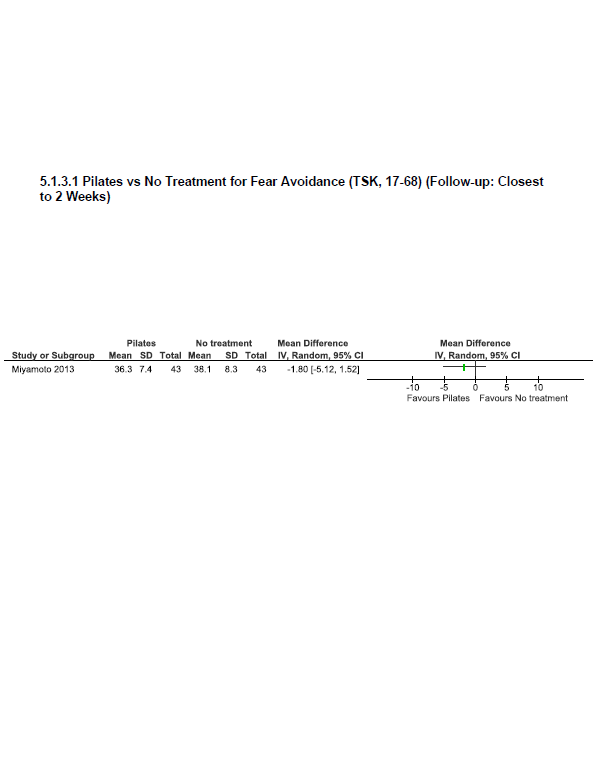 5.1.3.1 Pilates vs No Treatment for Fear Avoidance (TSK, 17-68) (Follow-up: Closest
to 2 Weeks)
Pilates No treatment Mean Difference Mean Difference
Study or Subgroup Mean SD Total Mean SD Total IV, Random, 95% CI IV, Random, 95% CI
Miyamoto 2013 36.3 7.4 43 38.1 8.3 43 -1.80 [-5.12, 1.52]
-10 -5 0 5 10
Favours Pilates Favours No treatment